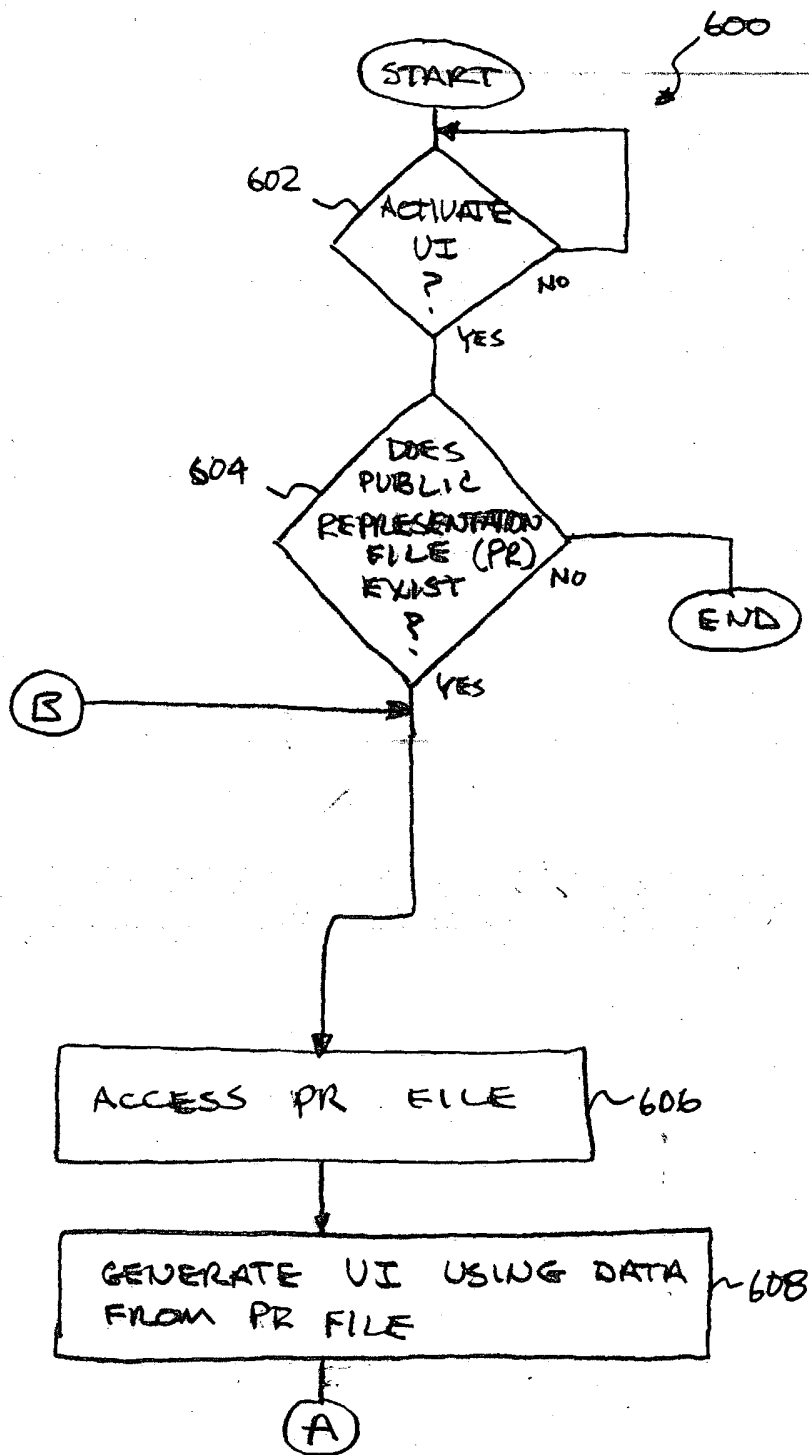 600
START
602
ACTIVATE
UI
?
NO
YES
604
DOES
PUBLIC
REPRESENTATION
FILE (PR)
EXIST
?
NO
YES
END
B
ACCESS PR FILE
606
GENERATE UI USING DATA
FROM PR FILE
608
A